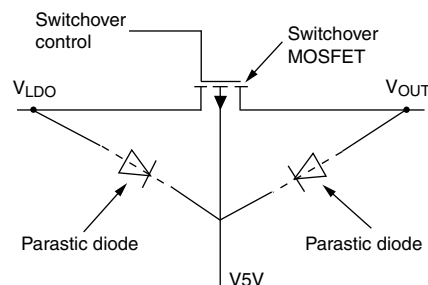 Switchover
control
Switchover
MOSFET
VLDO
VOUT
Parastic diode
Parastic diode
V5V